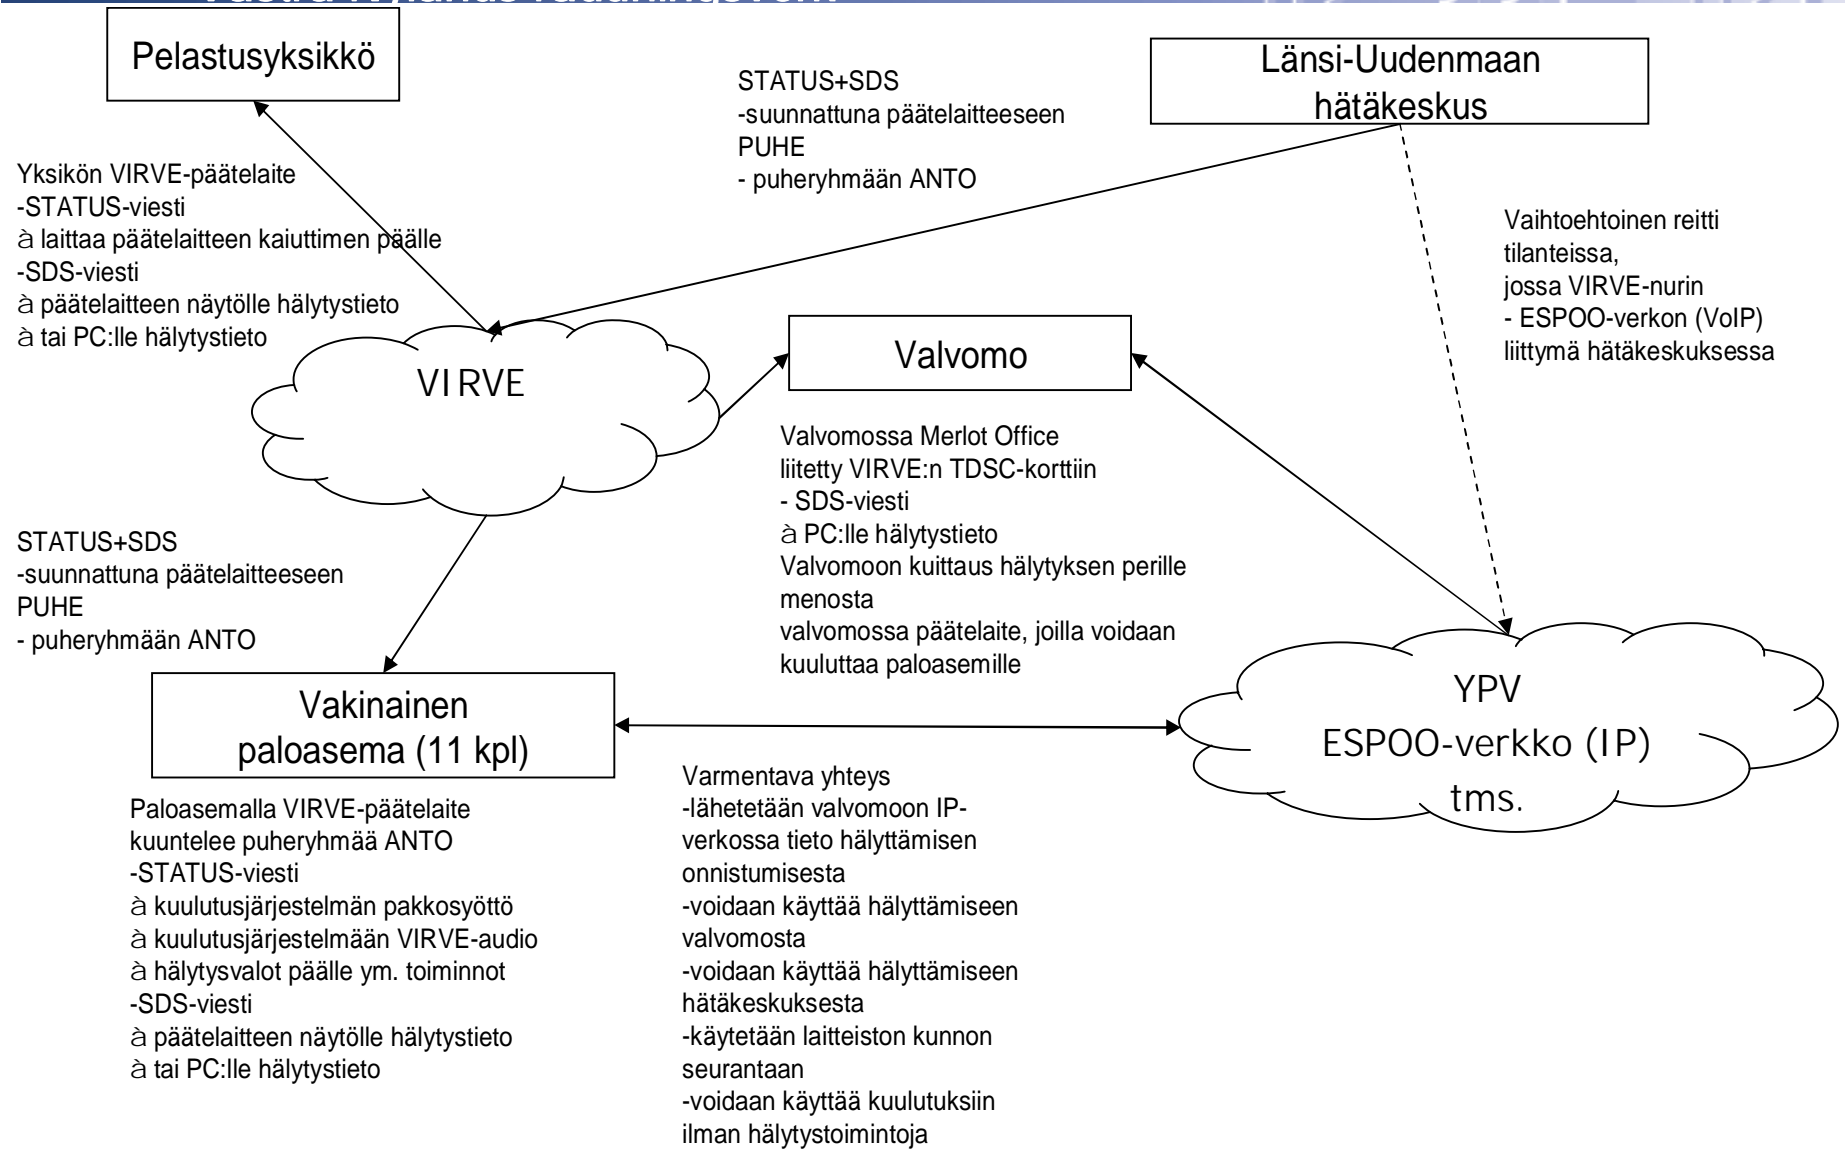 Pelastusyksikkö
Länsi-Uudenmaan
hätäkeskus
STATUS+SDS
-suunnattuna päätelaitteeseen
PUHE
- puheryhmään ANTO
Yksikön VIRVE-päätelaite
-STATUS-viesti
à laittaa päätelaitteen kaiuttimen päälle
-SDS-viesti
à päätelaitteen näytölle hälytystieto
à tai PC:lle hälytystieto
Vaihtoehtoinen reitti
tilanteissa,
jossa VIRVE-nurin
- ESPOO-verkon (VoIP)
liittymä hätäkeskuksessa
VIRVE
Valvomo
Valvomossa Merlot Office
liitetty VIRVE:n TDSC-korttiin
- SDS-viesti
à PC:lle hälytystieto
Valvomoon kuittaus hälytyksen perille
menosta
valvomossa päätelaite, joilla voidaan
kuuluttaa paloasemille
STATUS+SDS
-suunnattuna päätelaitteeseen
PUHE
- puheryhmään ANTO
Vakinainen
paloasema (11 kpl)
YPV
ESPOO-verkko (IP)
tms.
Paloasemalla VIRVE-päätelaite
kuuntelee puheryhmää ANTO
-STATUS-viesti
à kuulutusjärjestelmän pakkosyöttö
à kuulutusjärjestelmään VIRVE-audio
à hälytysvalot päälle ym. toiminnot
-SDS-viesti
à päätelaitteen näytölle hälytystieto
à tai PC:lle hälytystieto
Varmentava yhteys
-lähetetään valvomoon IP-
verkossa tieto hälyttämisen
onnistumisesta
-voidaan käyttää hälyttämiseen
valvomosta
-voidaan käyttää hälyttämiseen
hätäkeskuksesta
-käytetään laitteiston kunnon
seurantaan
-voidaan käyttää kuulutuksiin
ilman hälytystoimintoja